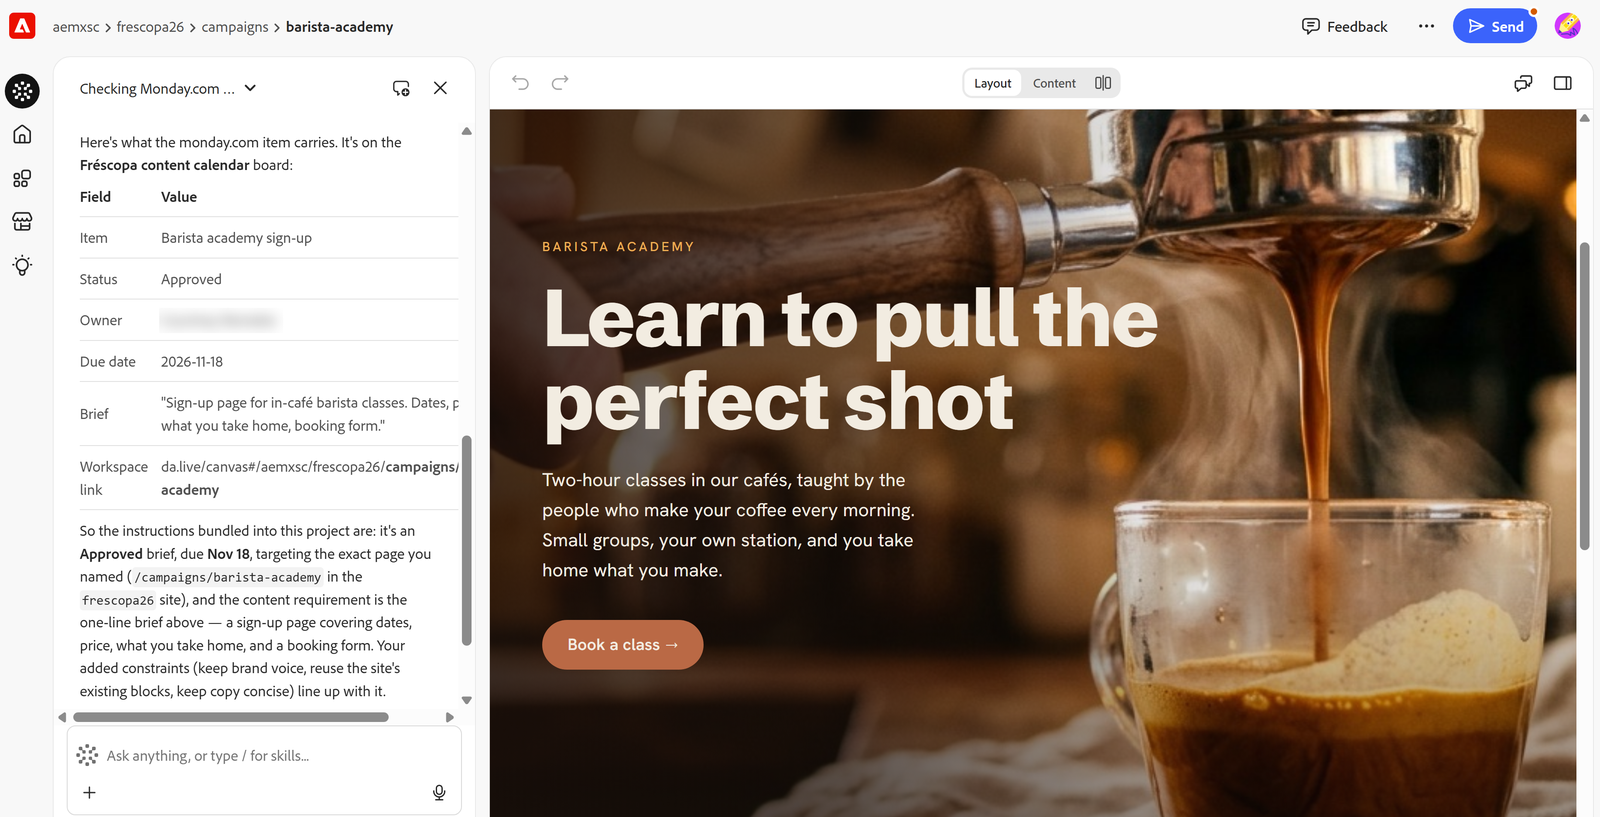 aemxsc > frescopa26 > campaigns > barista-academy
Feedback
Send
Checking Monday.com ...
Layout
Content
Here's what the monday.com item carries. It's on the
Fréscopa content calendar board:
Field Value
Item Barista academy sign-up
Status Approved
Owner
Due date 2026-11-18
Brief "Sign-up page for in-café barista classes. Dates, p
what you take home, booking form."
Workspace link da.live/canvas#/aemxsc/frescopa26/campaigns/
academy
So the instructions bundled into this project are: it's an
Approved brief, due Nov 18, targeting the exact page you
named ( /campaigns/barista-academy in the
frescopa26 site), and the content requirement is the
one-line brief above — a sign-up page covering dates,
price, what you take home, and a booking form. Your
added constraints (keep brand voice, reuse the site's
existing blocks, keep copy concise) line up with it.
Ask anything, or type / for skills...
BARISTA ACADEMY
Learn to pull the
perfect shot
Two-hour classes in our cafés, taught by the
people who make your coffee every morning.
Small groups, your own station, and you take
home what you make.
Book a class →